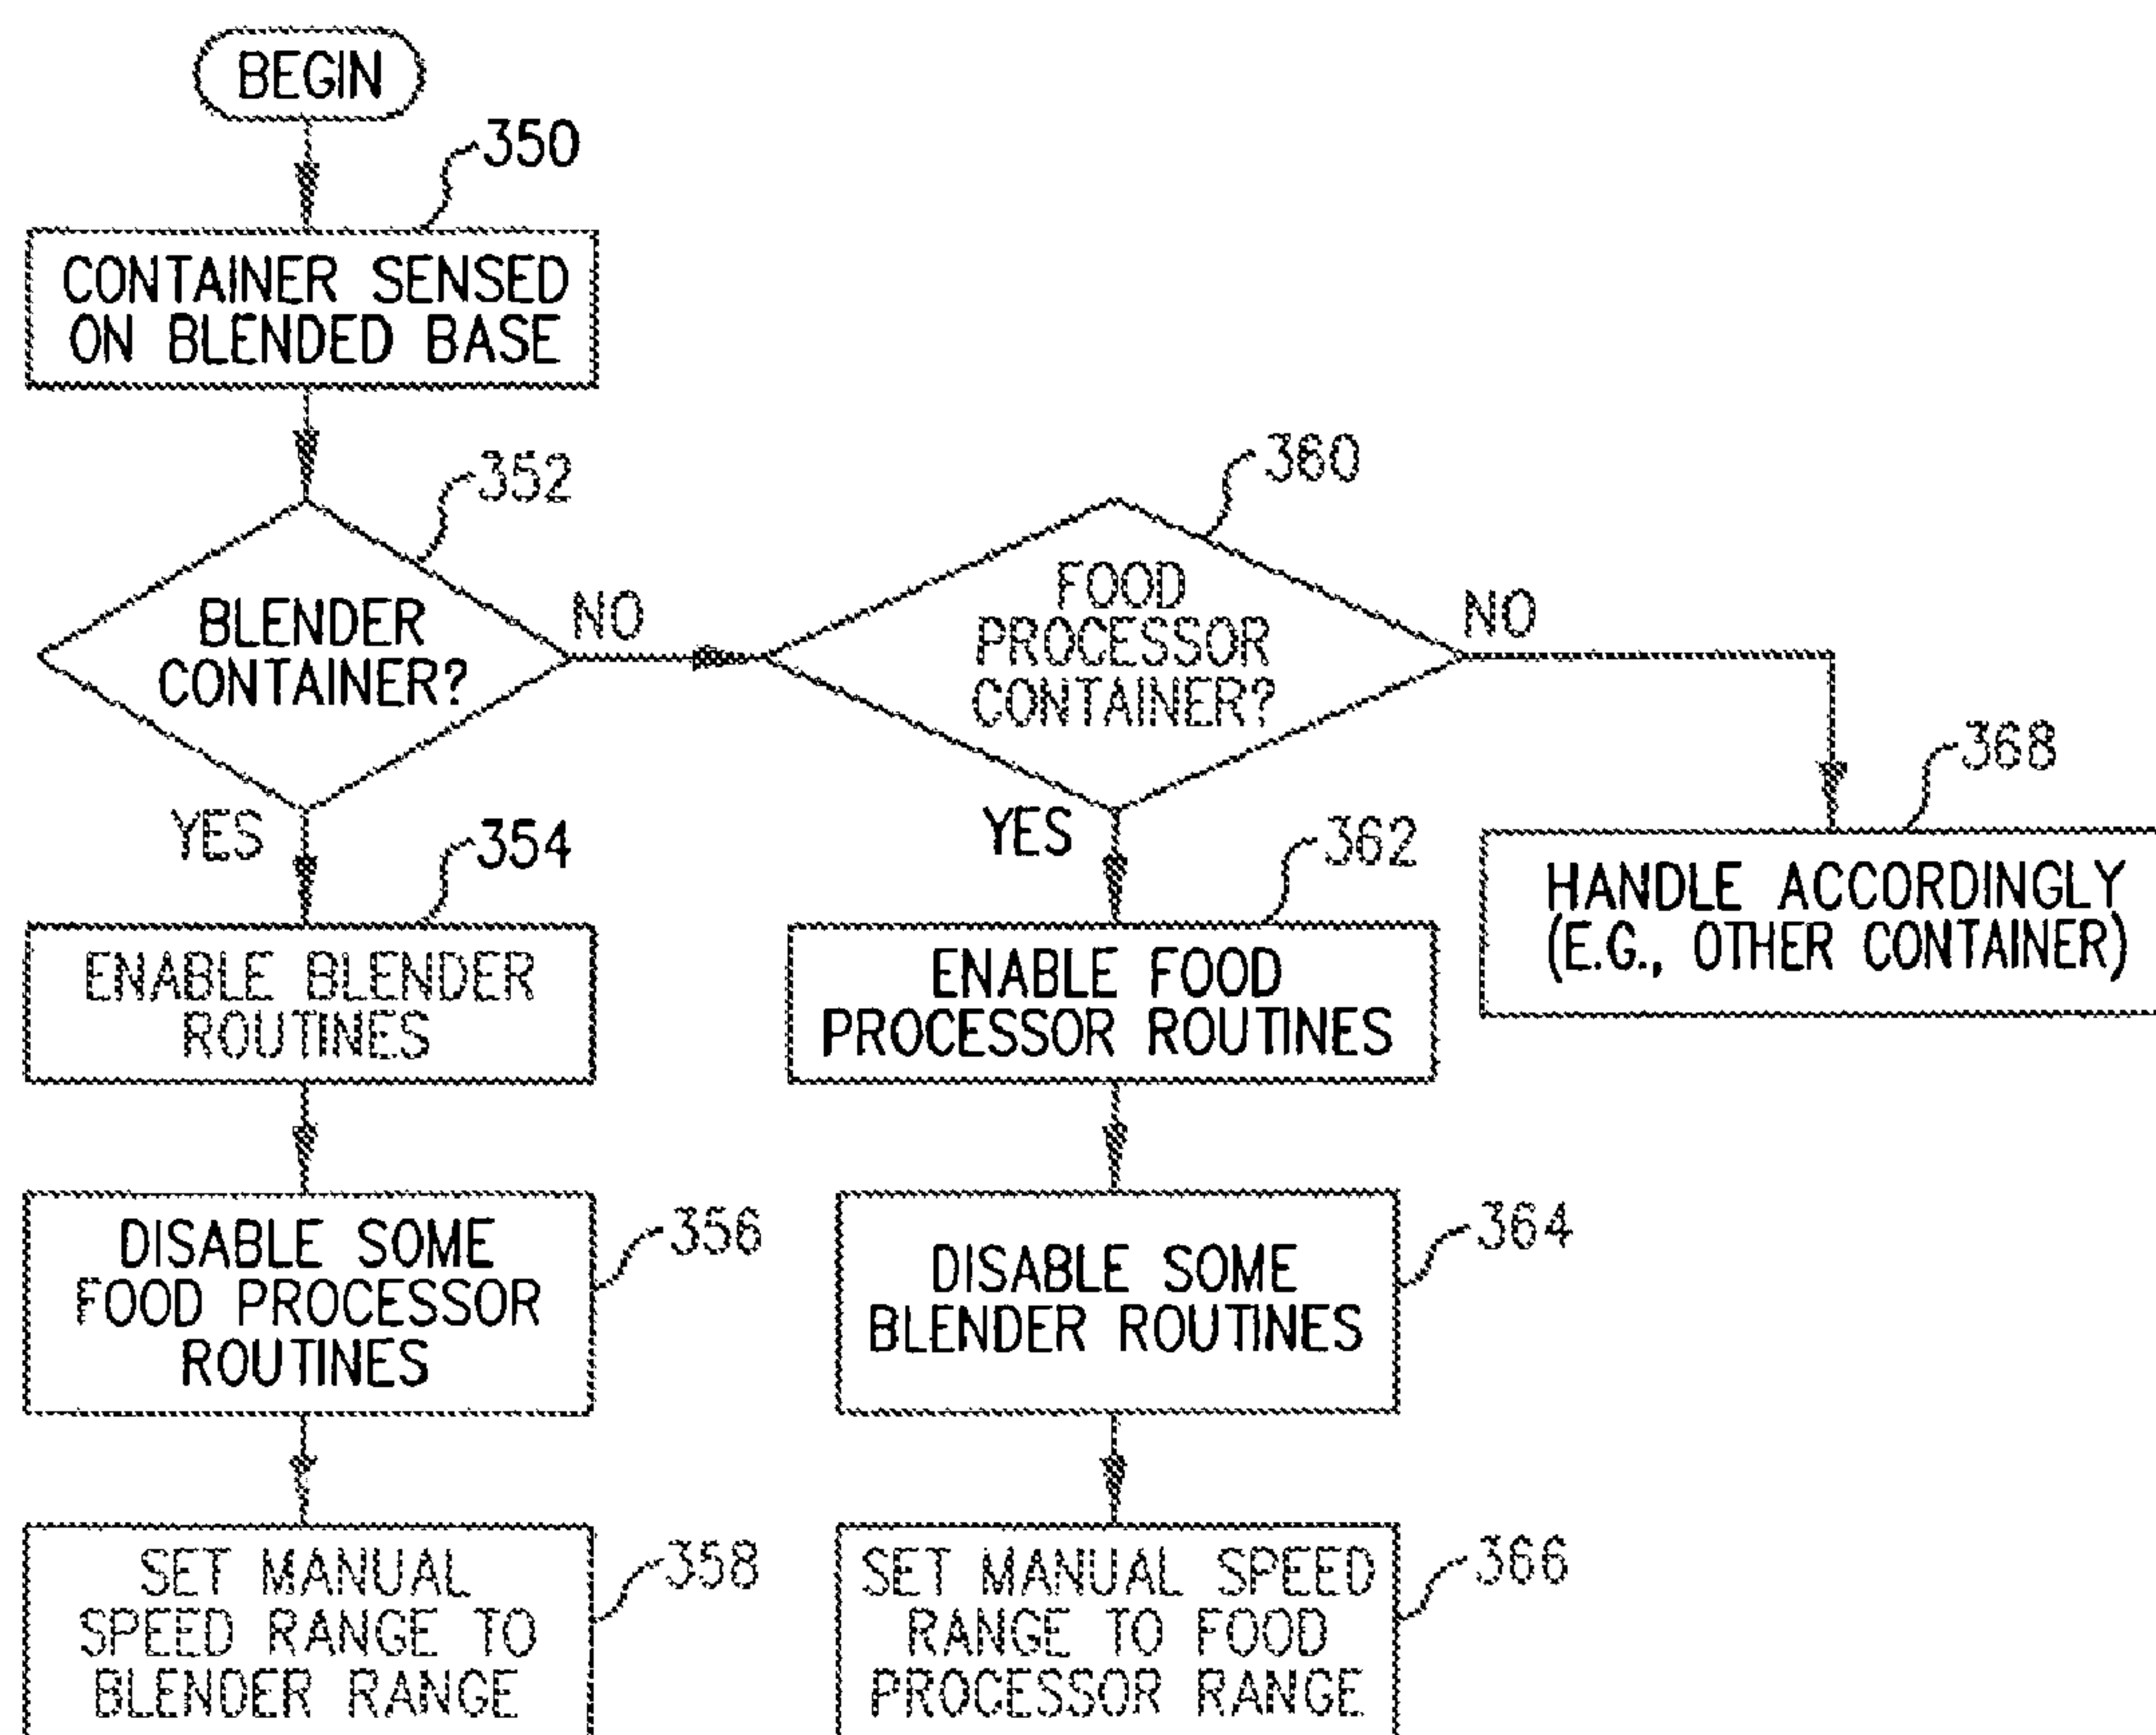 BEGIN
350
CONTAINER SENSED
ON BLENDED BASE
352
BLENDER
CONTAINER?
NO
YES
360
FOOD
PROCESSOR
CONTAINER?
NO
YES
368
HANDLE ACCORDINGLY
(E.G., OTHER CONTAINER)
354
ENABLE BLENDER
ROUTINES
362
ENABLE FOOD
PROCESSOR ROUTINES
356
DISABLE SOME
FOOD PROCESSOR
ROUTINES
364
DISABLE SOME
BLENDER ROUTINES
358
SET MANUAL
SPEED RANGE TO
BLENDER RANGE
366
SET MANUAL SPEED
RANGE TO FOOD
PROCESSOR RANGE